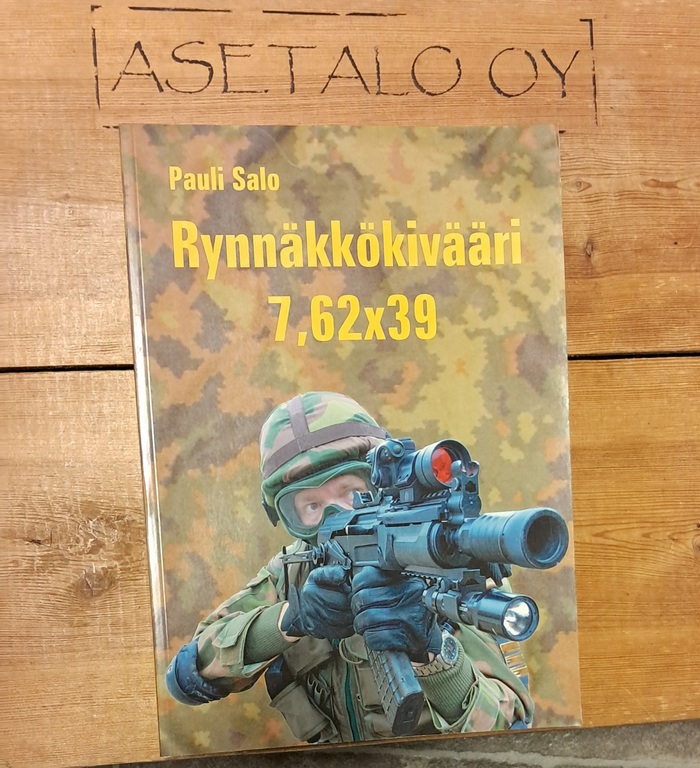 ASETALO OY
Pauli Salo
Rynnäkkökivääri
7,62x39